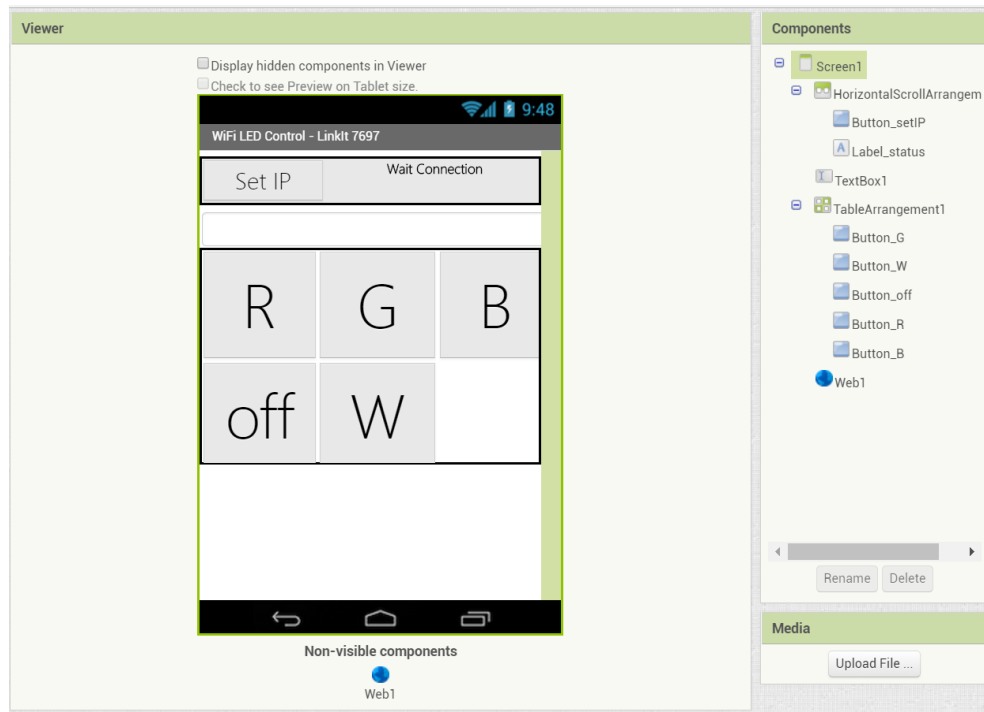 Viewer
Display hidden components in Viewer
Check to see Preview on Tablet size.
9:48
WiFi LED Control - LinkIt 7697
Set IP
Wait Connection
R G B
off W
Non-visible components
Web1
Components
Screen1
HorizontalScrollArrangem
Button_setIP
A Label_status
I TextBox1
TableArrangement1
Button_G
Button_W
Button_off
Button_R
Button_B
Web1
Rename Delete
Media
Upload File ...